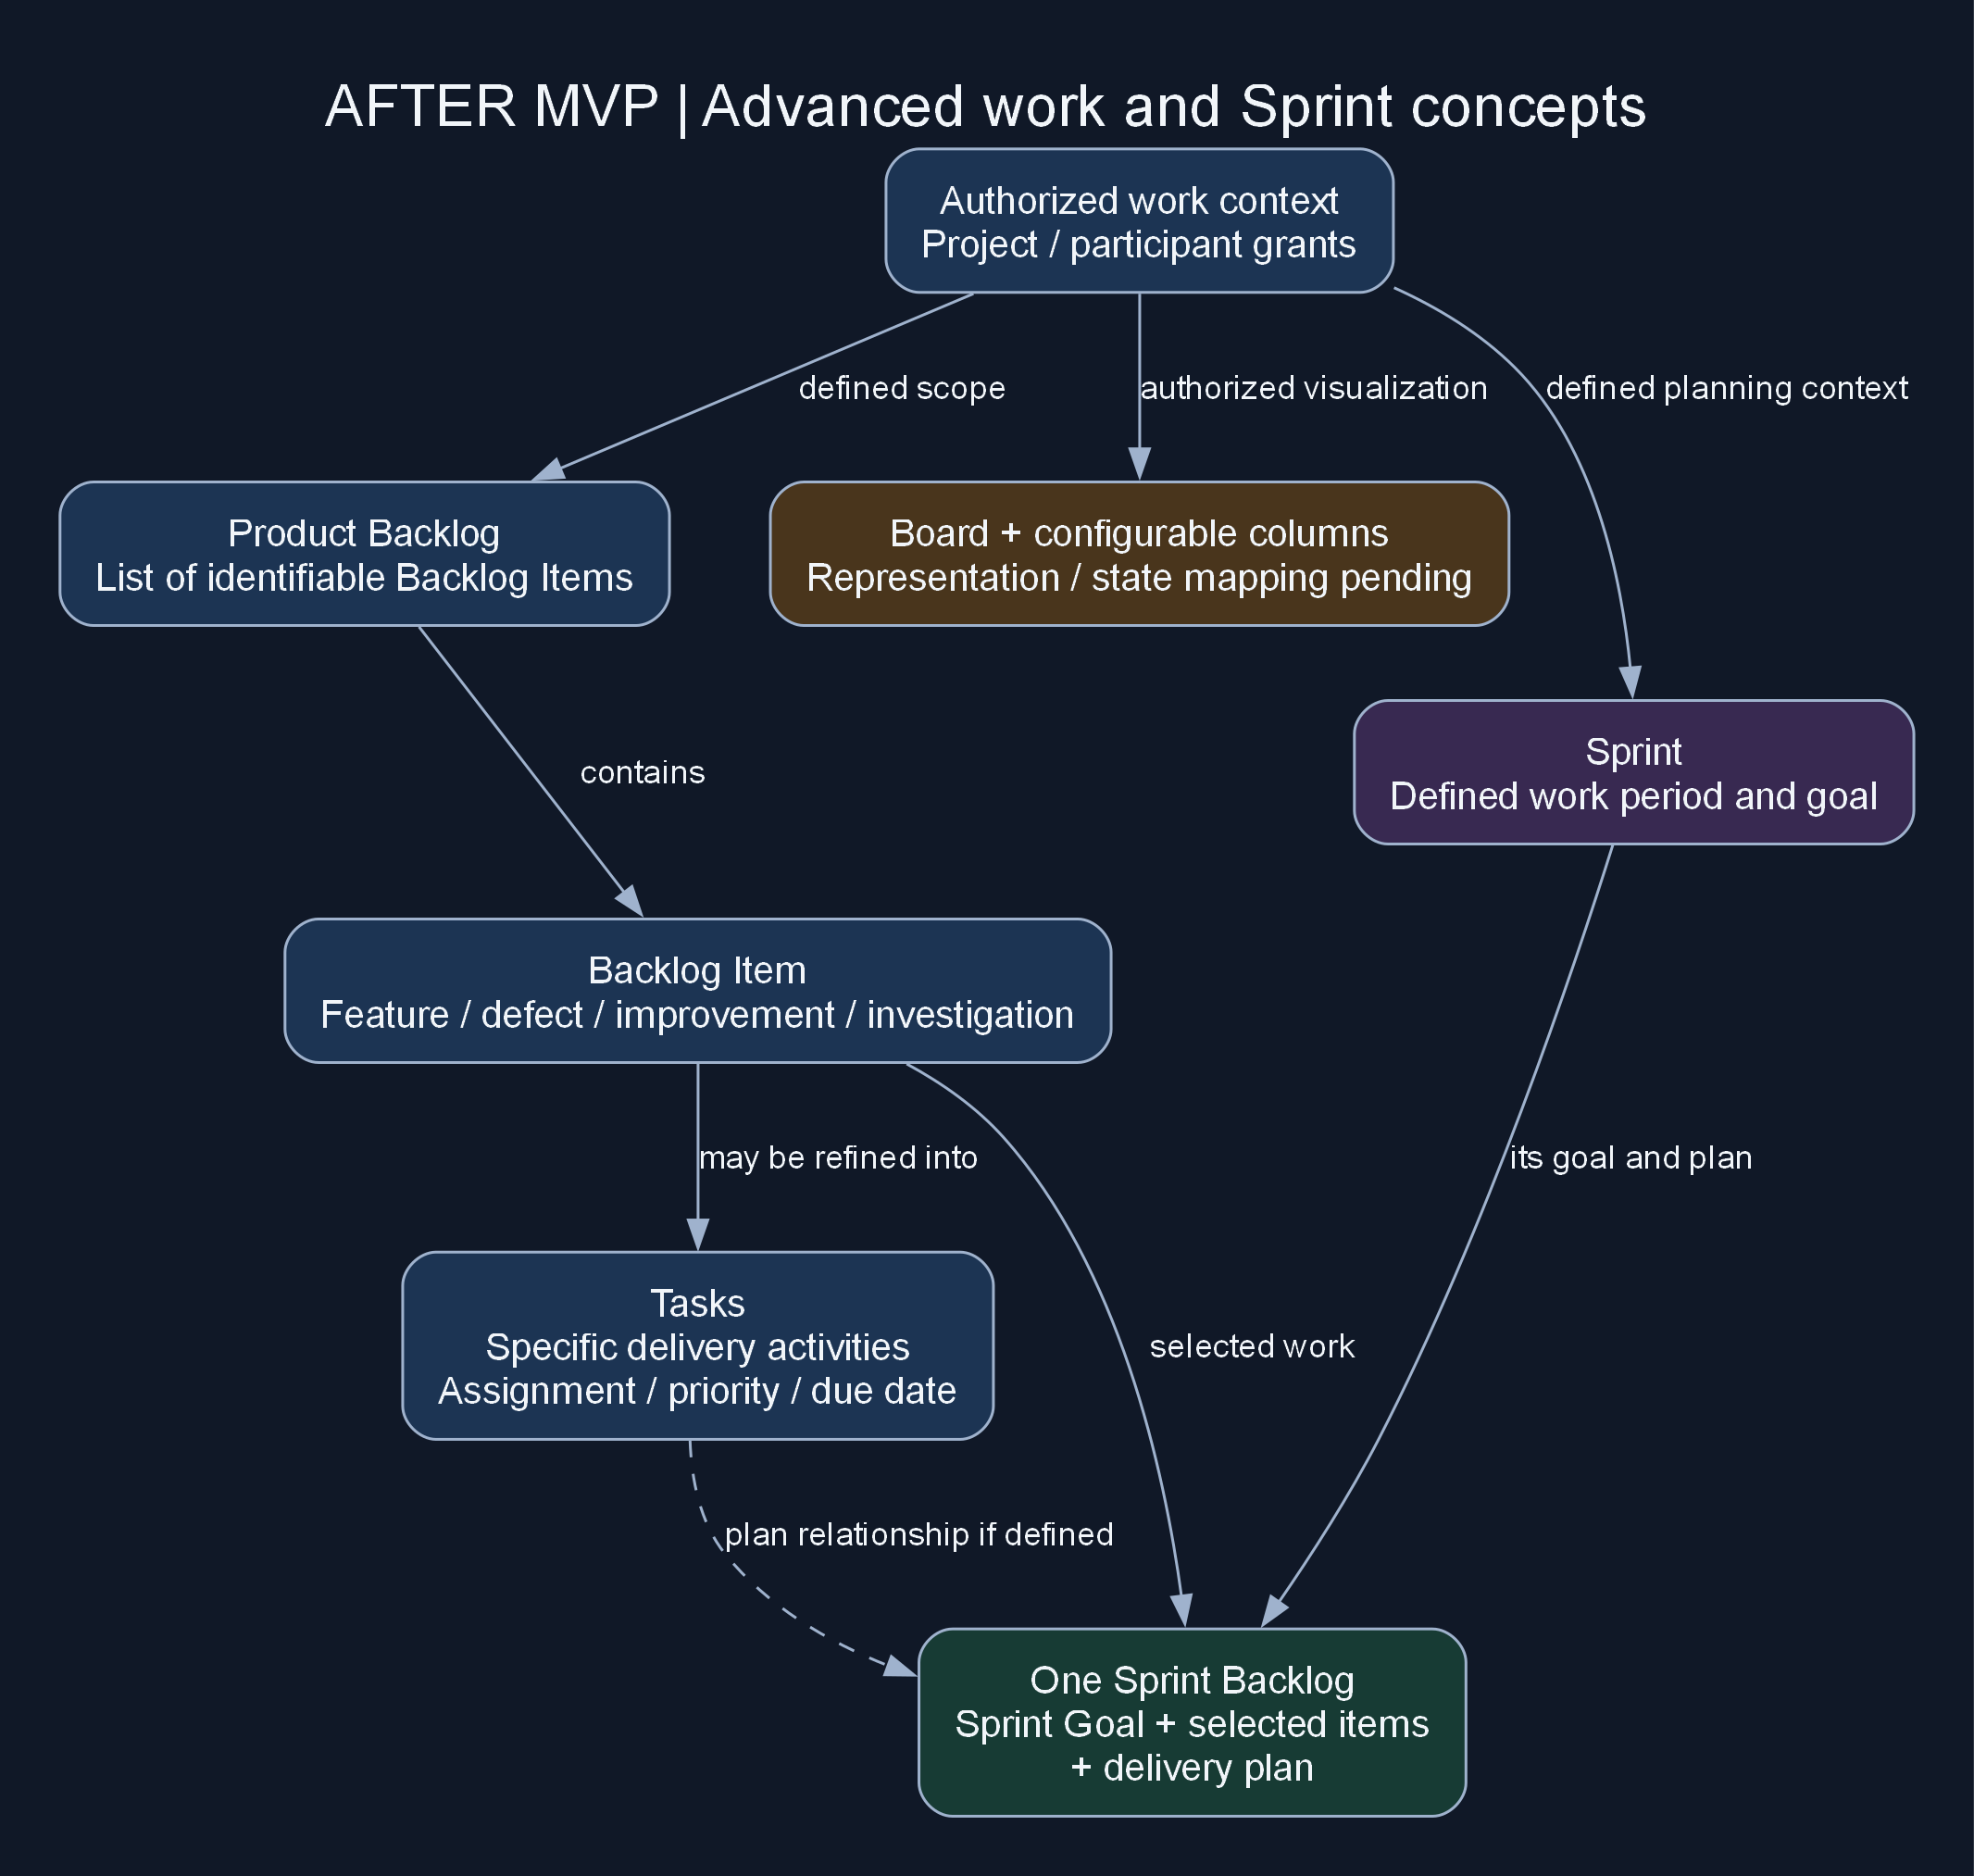 AFTER MVP | Advanced work and Sprint concepts
Authorized work context
Project / participant grants
defined scope
authorized visualization
defined planning context
Product Backlog
List of identifiable Backlog Items
Board + configurable columns
Representation / state mapping pending
Sprint
Defined work period and goal
contains
Backlog Item
Feature / defect / improvement / investigation
may be refined into
its goal and plan
Tasks
Specific delivery activities
Assignment / priority / due date
selected work
plan relationship if defined
One Sprint Backlog
Sprint Goal + selected items
+ delivery plan